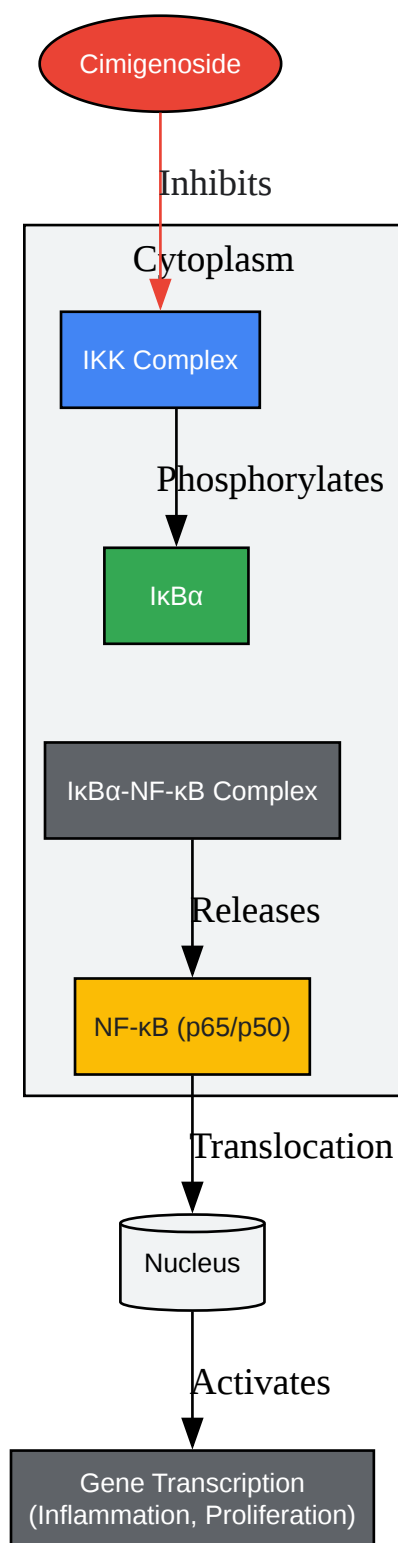 Cimigenoside
Inhibits
Cytoplasm
IKK Complex
Phosphorylates
IκBα
IκBα-NF-κB Complex
Releases
NF-κB (p65/p50)
Translocation
Nucleus
Activates
Gene Transcription
(Inflammation, Proliferation)